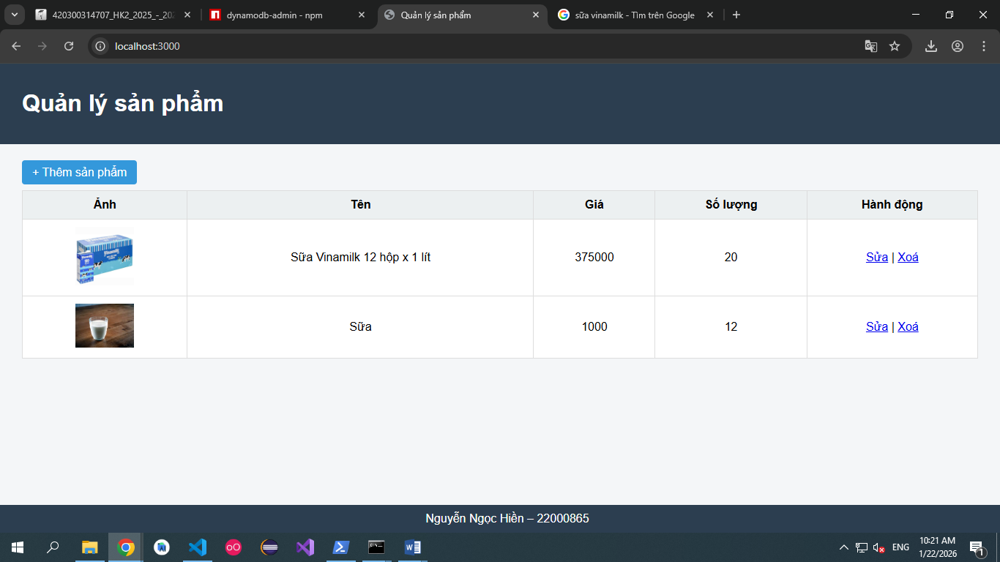 420300314707_HK2_2025_-_202
dynamodb-admin - npm
Quản lý sản phẩm
sữa vinamilk - Tìm trên Google
localhost:3000
Quản lý sản phẩm
+ Thêm sản phẩm
Ảnh Tên Giá Số lượng Hành động
Vinamilk
Sữa Vinamilk 12 hộp x 1 lít 375000 20 Sửa | Xoá
Sữa 1000 12 Sửa | Xoá
Nguyễn Ngọc Hiền – 22000865
ENG
10:21 AM
1/22/2026
1